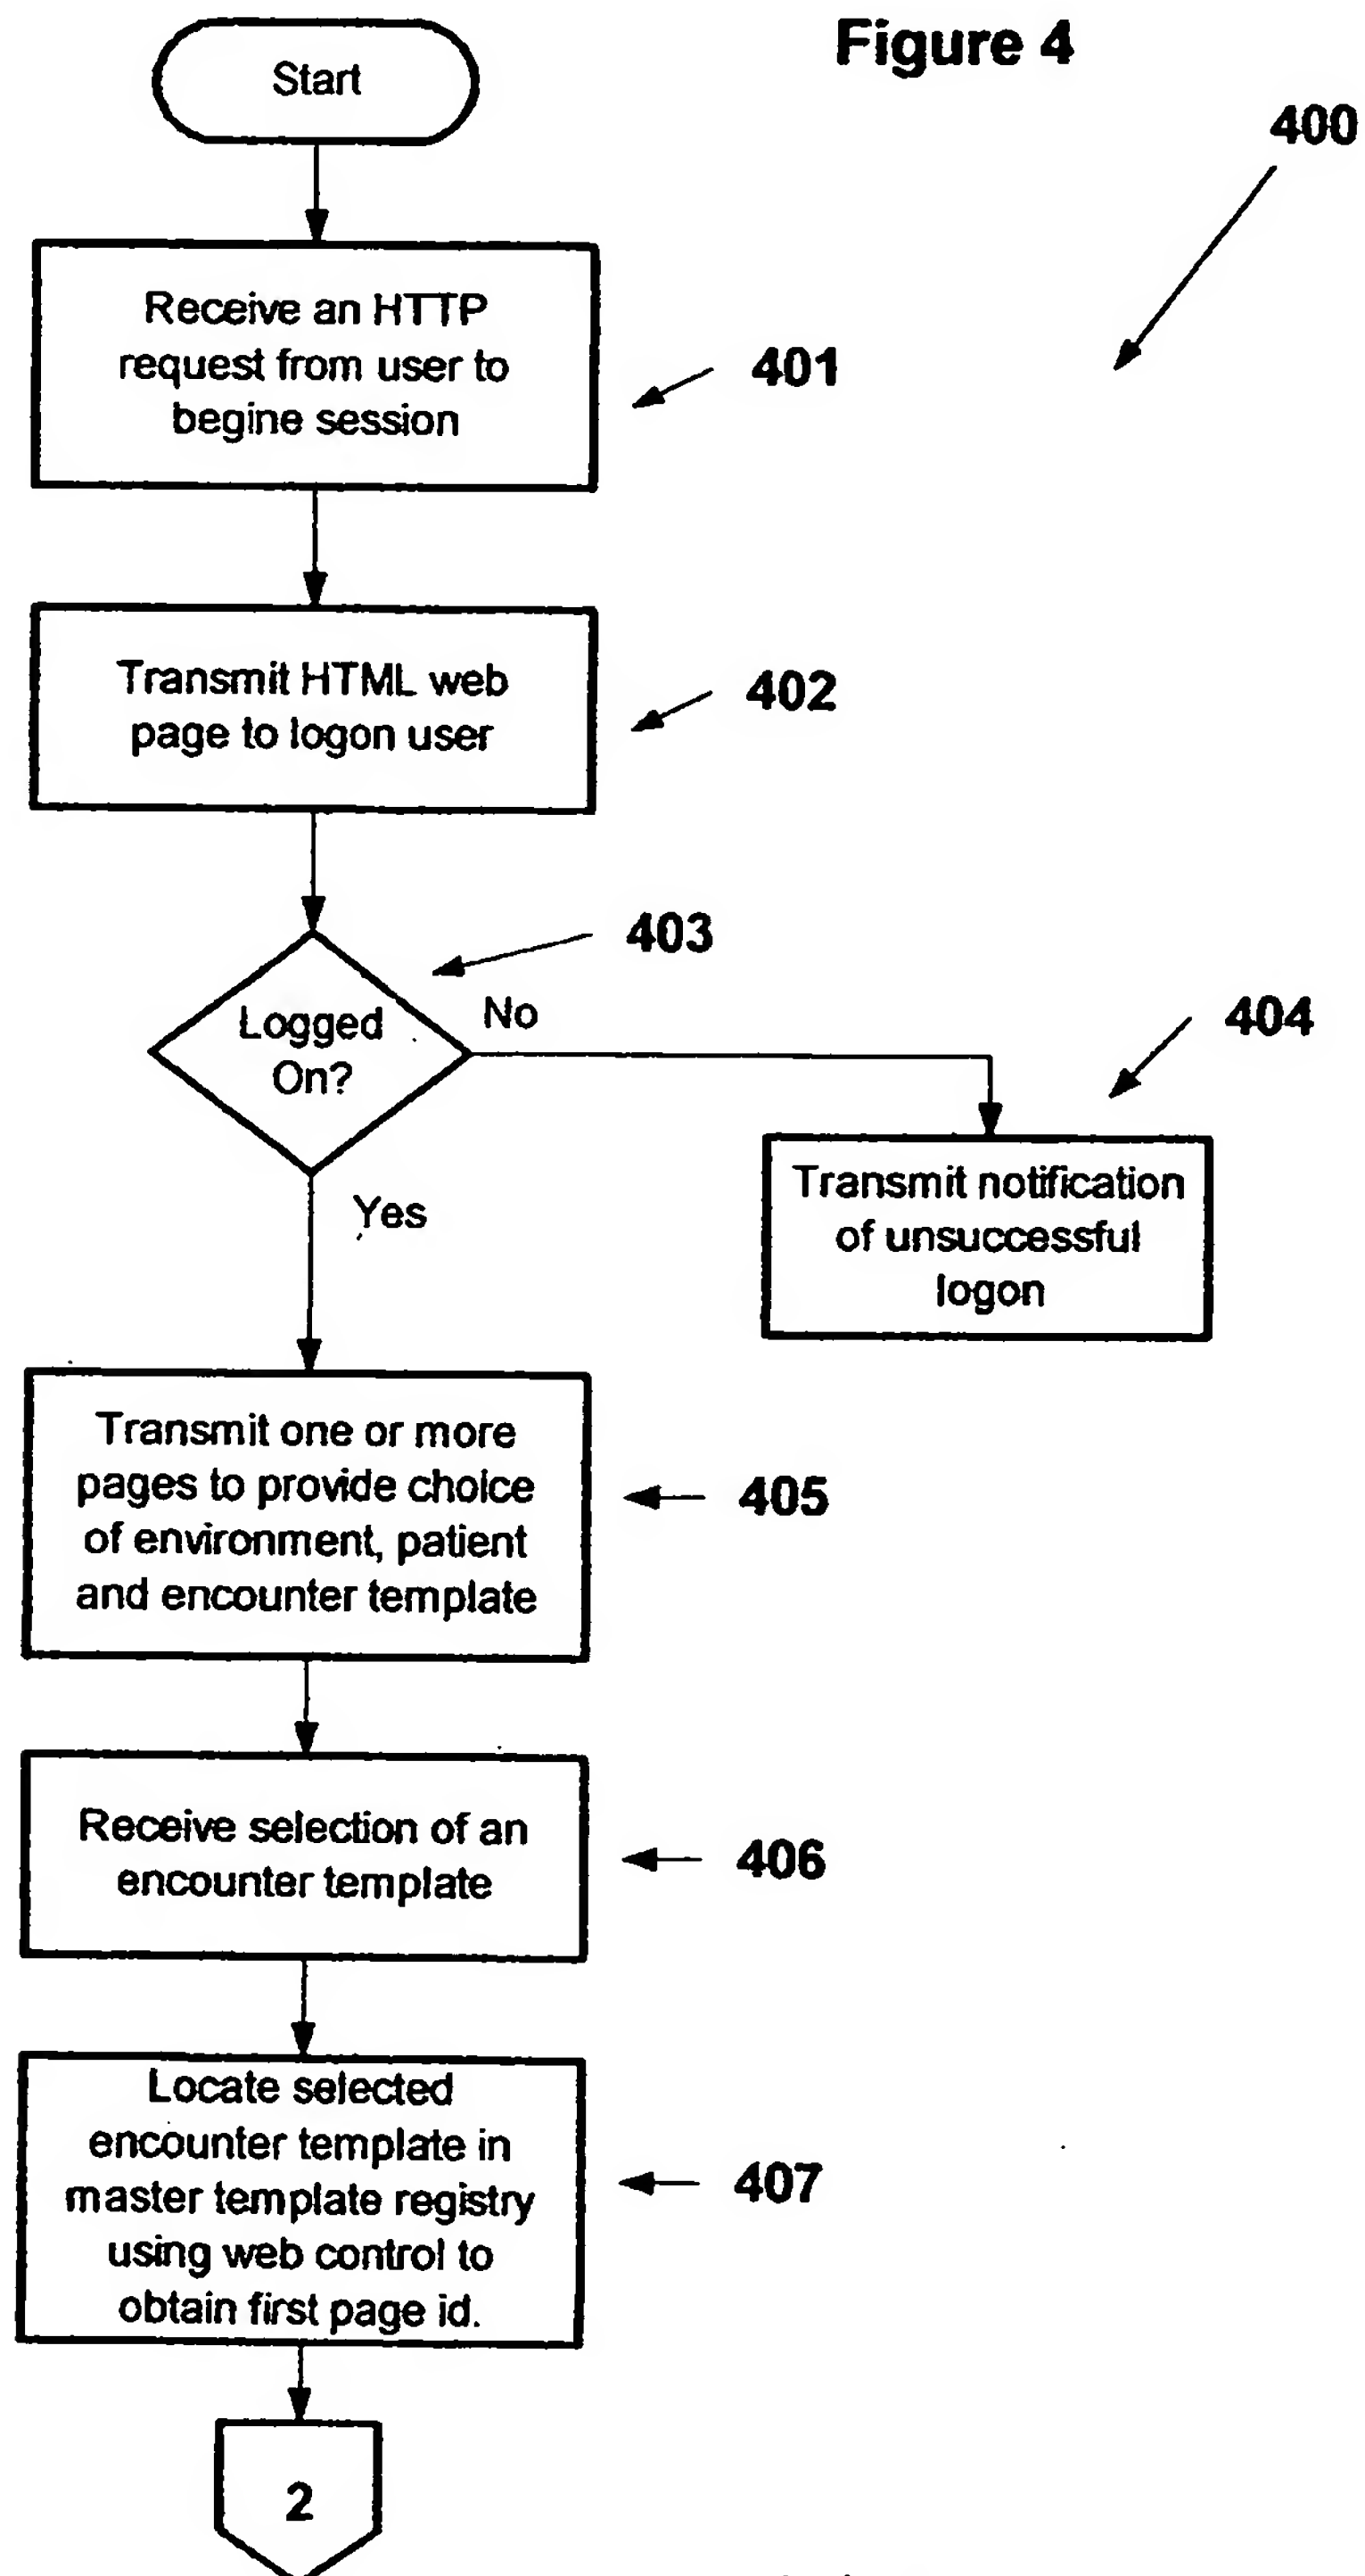 Figure 4
400
Start
Receive an HTTP
request from user to
begine session
401
Transmit HTML web
page to logon user
402
403
Logged
On?
No
404
Transmit notification
of unsuccessful
logon
Yes
Transmit one or more
pages to provide choice
of environment, patient
and encounter template
405
Receive selection of an
encounter template
406
Locate selected
encounter template in
master template registry
using web control to
obtain first page id.
407
2